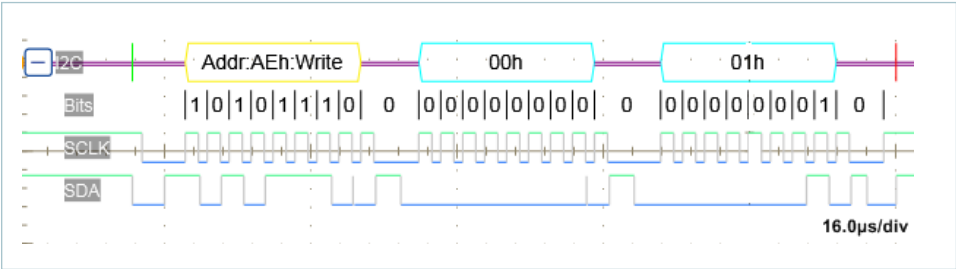 I2C Addr:AEh:Write 00h 01h
Bits 1 0 1 0 1 1 1 0 0 0 0 0 0 0 0 0 0 0 0 0 0 0 0 0 0 1 0
SCLK
SDA
16.0µs/div